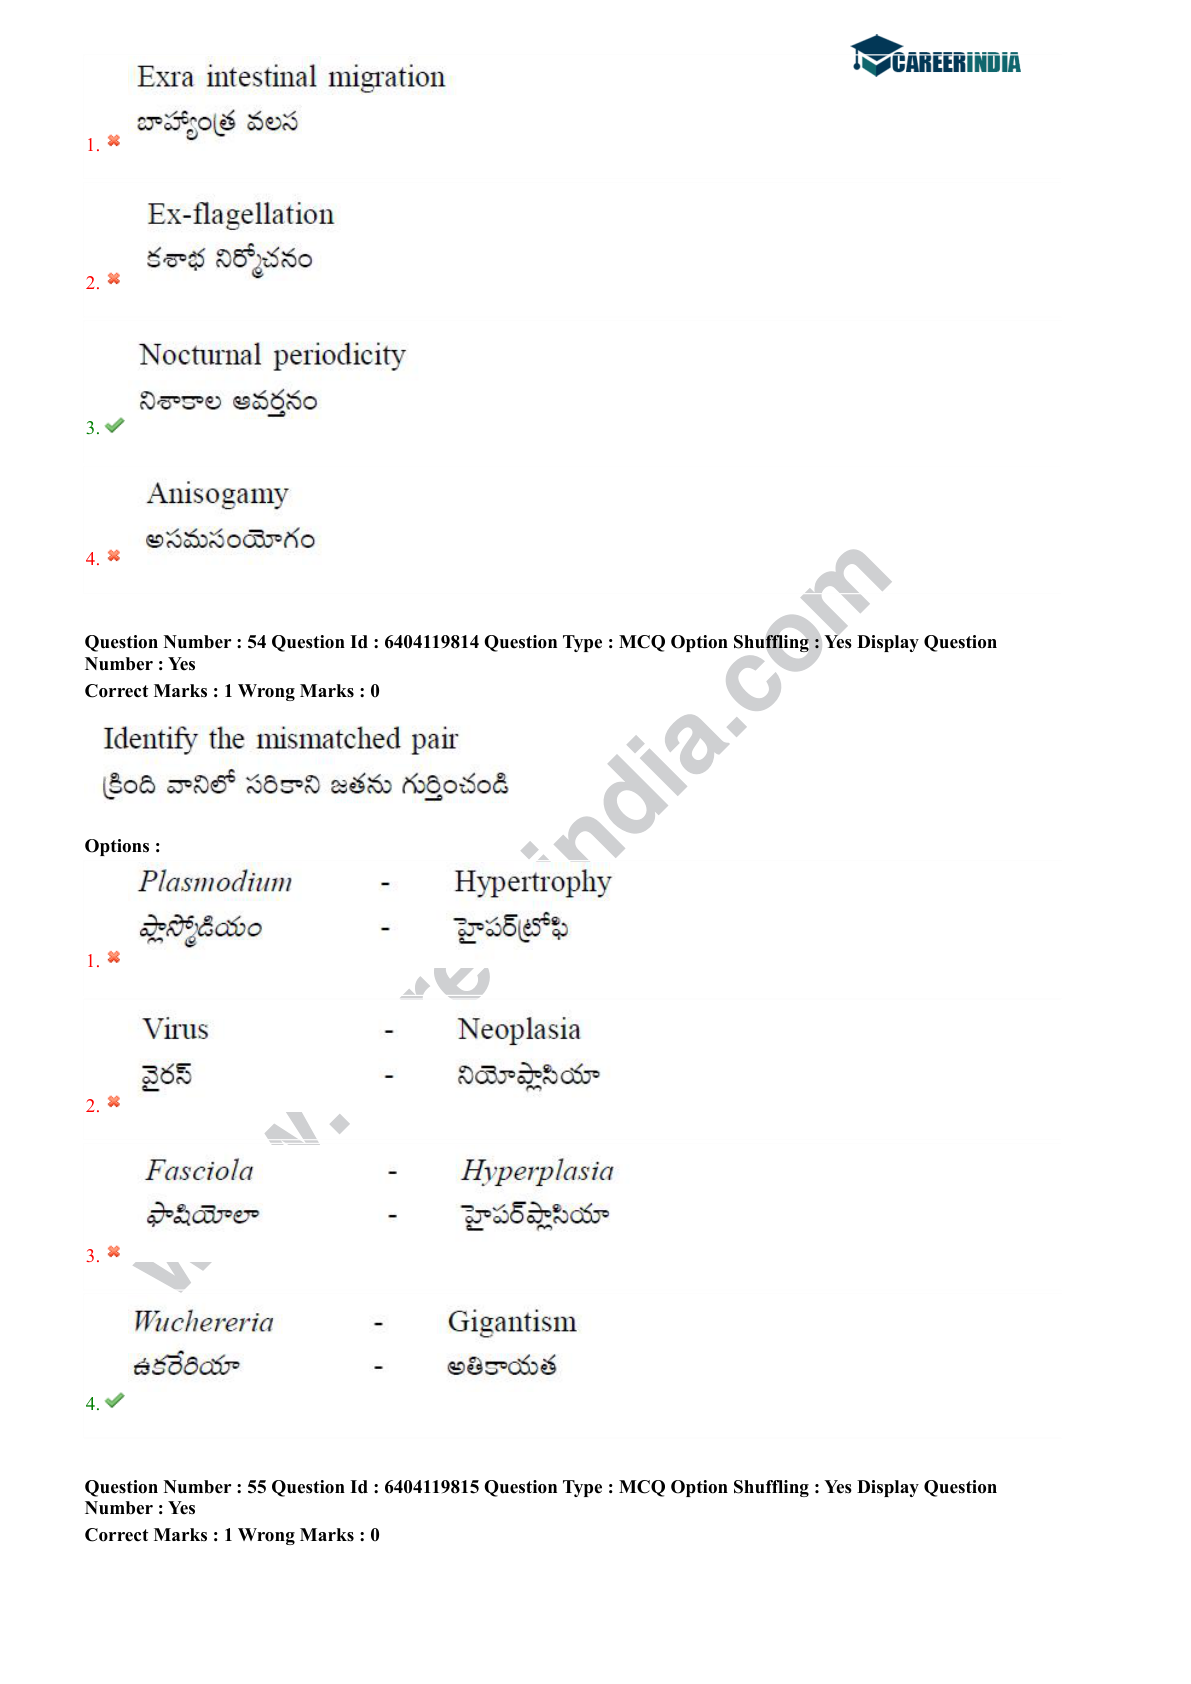 CAREERINDIA
Exra intestinal migration
బాహ్యాంత్ర వలస
1.
Ex-flagellation
కశాభ నిర్మోచనం
2.
Nocturnal periodicity
నిశాకాల ఆవర్తనం
3.
Anisogamy
అసమసంయోగం
4.
Question Number : 54 Question Id : 6404119814 Question Type : MCQ Option Shuffling : Yes Display Question
Number : Yes
Correct Marks : 1 Wrong Marks : 0
Identify the mismatched pair
క్రింది వానిలో సరికాని జతను గుర్తించండి
Options :
Plasmodium - Hypertrophy
ప్లాస్మోడియం - హైపర్‌ట్రోఫి
1.
Virus - Neoplasia
వైరస్ - నియోప్లాసియా
2.
Fasciola - Hyperplasia
ఫాషియోలా - హైపర్‌ప్లాసియా
3.
Wuchereria - Gigantism
ఉకరేరియా - అతికాయత
4.
Question Number : 55 Question Id : 6404119815 Question Type : MCQ Option Shuffling : Yes Display Question
Number : Yes
Correct Marks : 1 Wrong Marks : 0